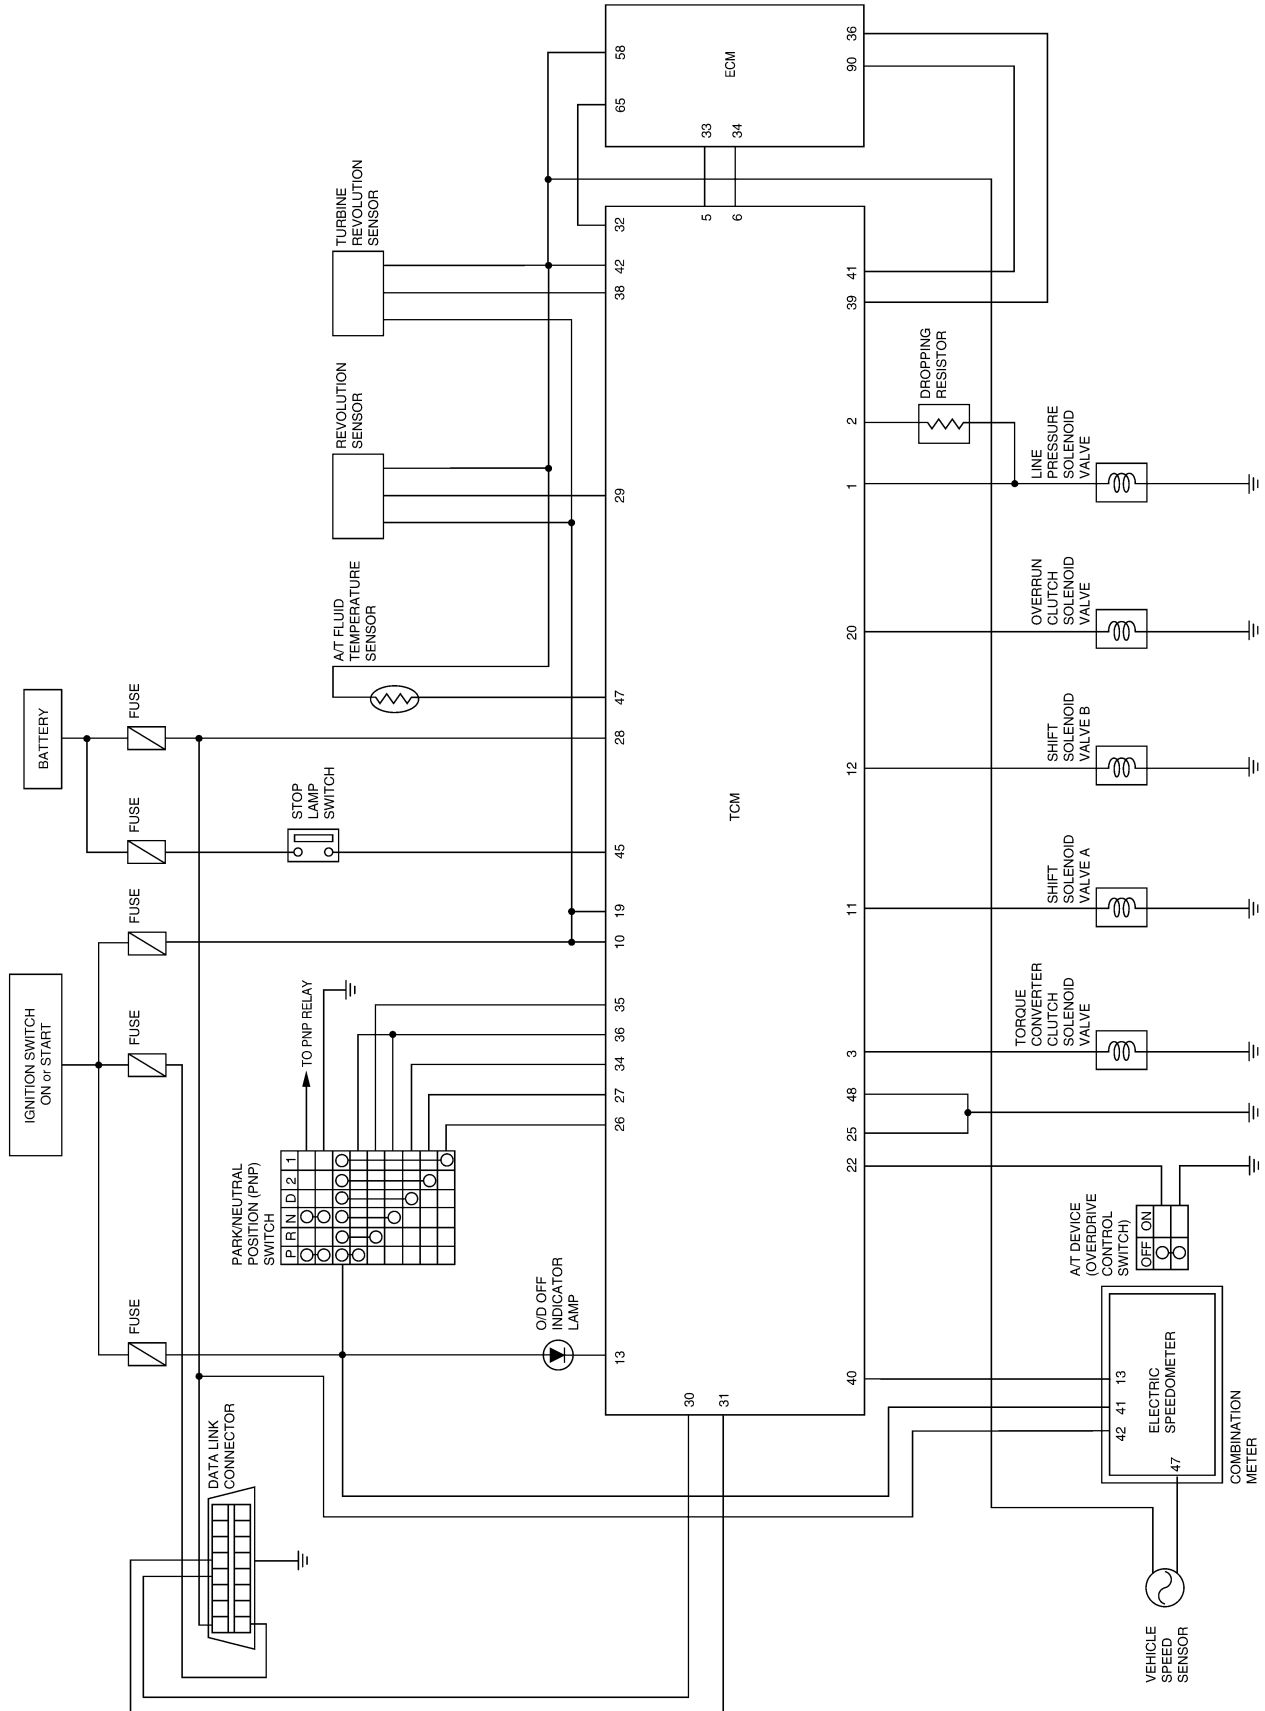 IGNITION SWITCH
ON or START
BATTERY
FUSE
FUSE
FUSE
FUSE
FUSE
DATA LINK
CONNECTOR
PARK/NEUTRAL
POSITION (PNP)
SWITCH
P R N D 2 1
TO PNP RELAY
STOP
LAMP
SWITCH
A/T FLUID
TEMPERATURE
SENSOR
REVOLUTION
SENSOR
TURBINE
REVOLUTION
SENSOR
O/D OFF
INDICATOR
LAMP
13
26
27
34
36
35
10
19
45
28
47
29
38
42
32
65
58
30
31
TCM
5
6
33
34
ECM
40
22
25
48
3
11
12
20
1
2
39
41
90
36
DROPPING
RESISTOR
LINE
PRESSURE
SOLENOID
VALVE
OVERRUN
CLUTCH
SOLENOID
VALVE
SHIFT
SOLENOID
VALVE B
SHIFT
SOLENOID
VALVE A
TORQUE
CONVERTER
CLUTCH
SOLENOID
VALVE
A/T DEVICE
(OVERDRIVE
CONTROL
SWITCH)
OFF ON
42
41
13
47
ELECTRIC
SPEEDOMETER
COMBINATION
METER
VEHICLE
SPEED
SENSOR